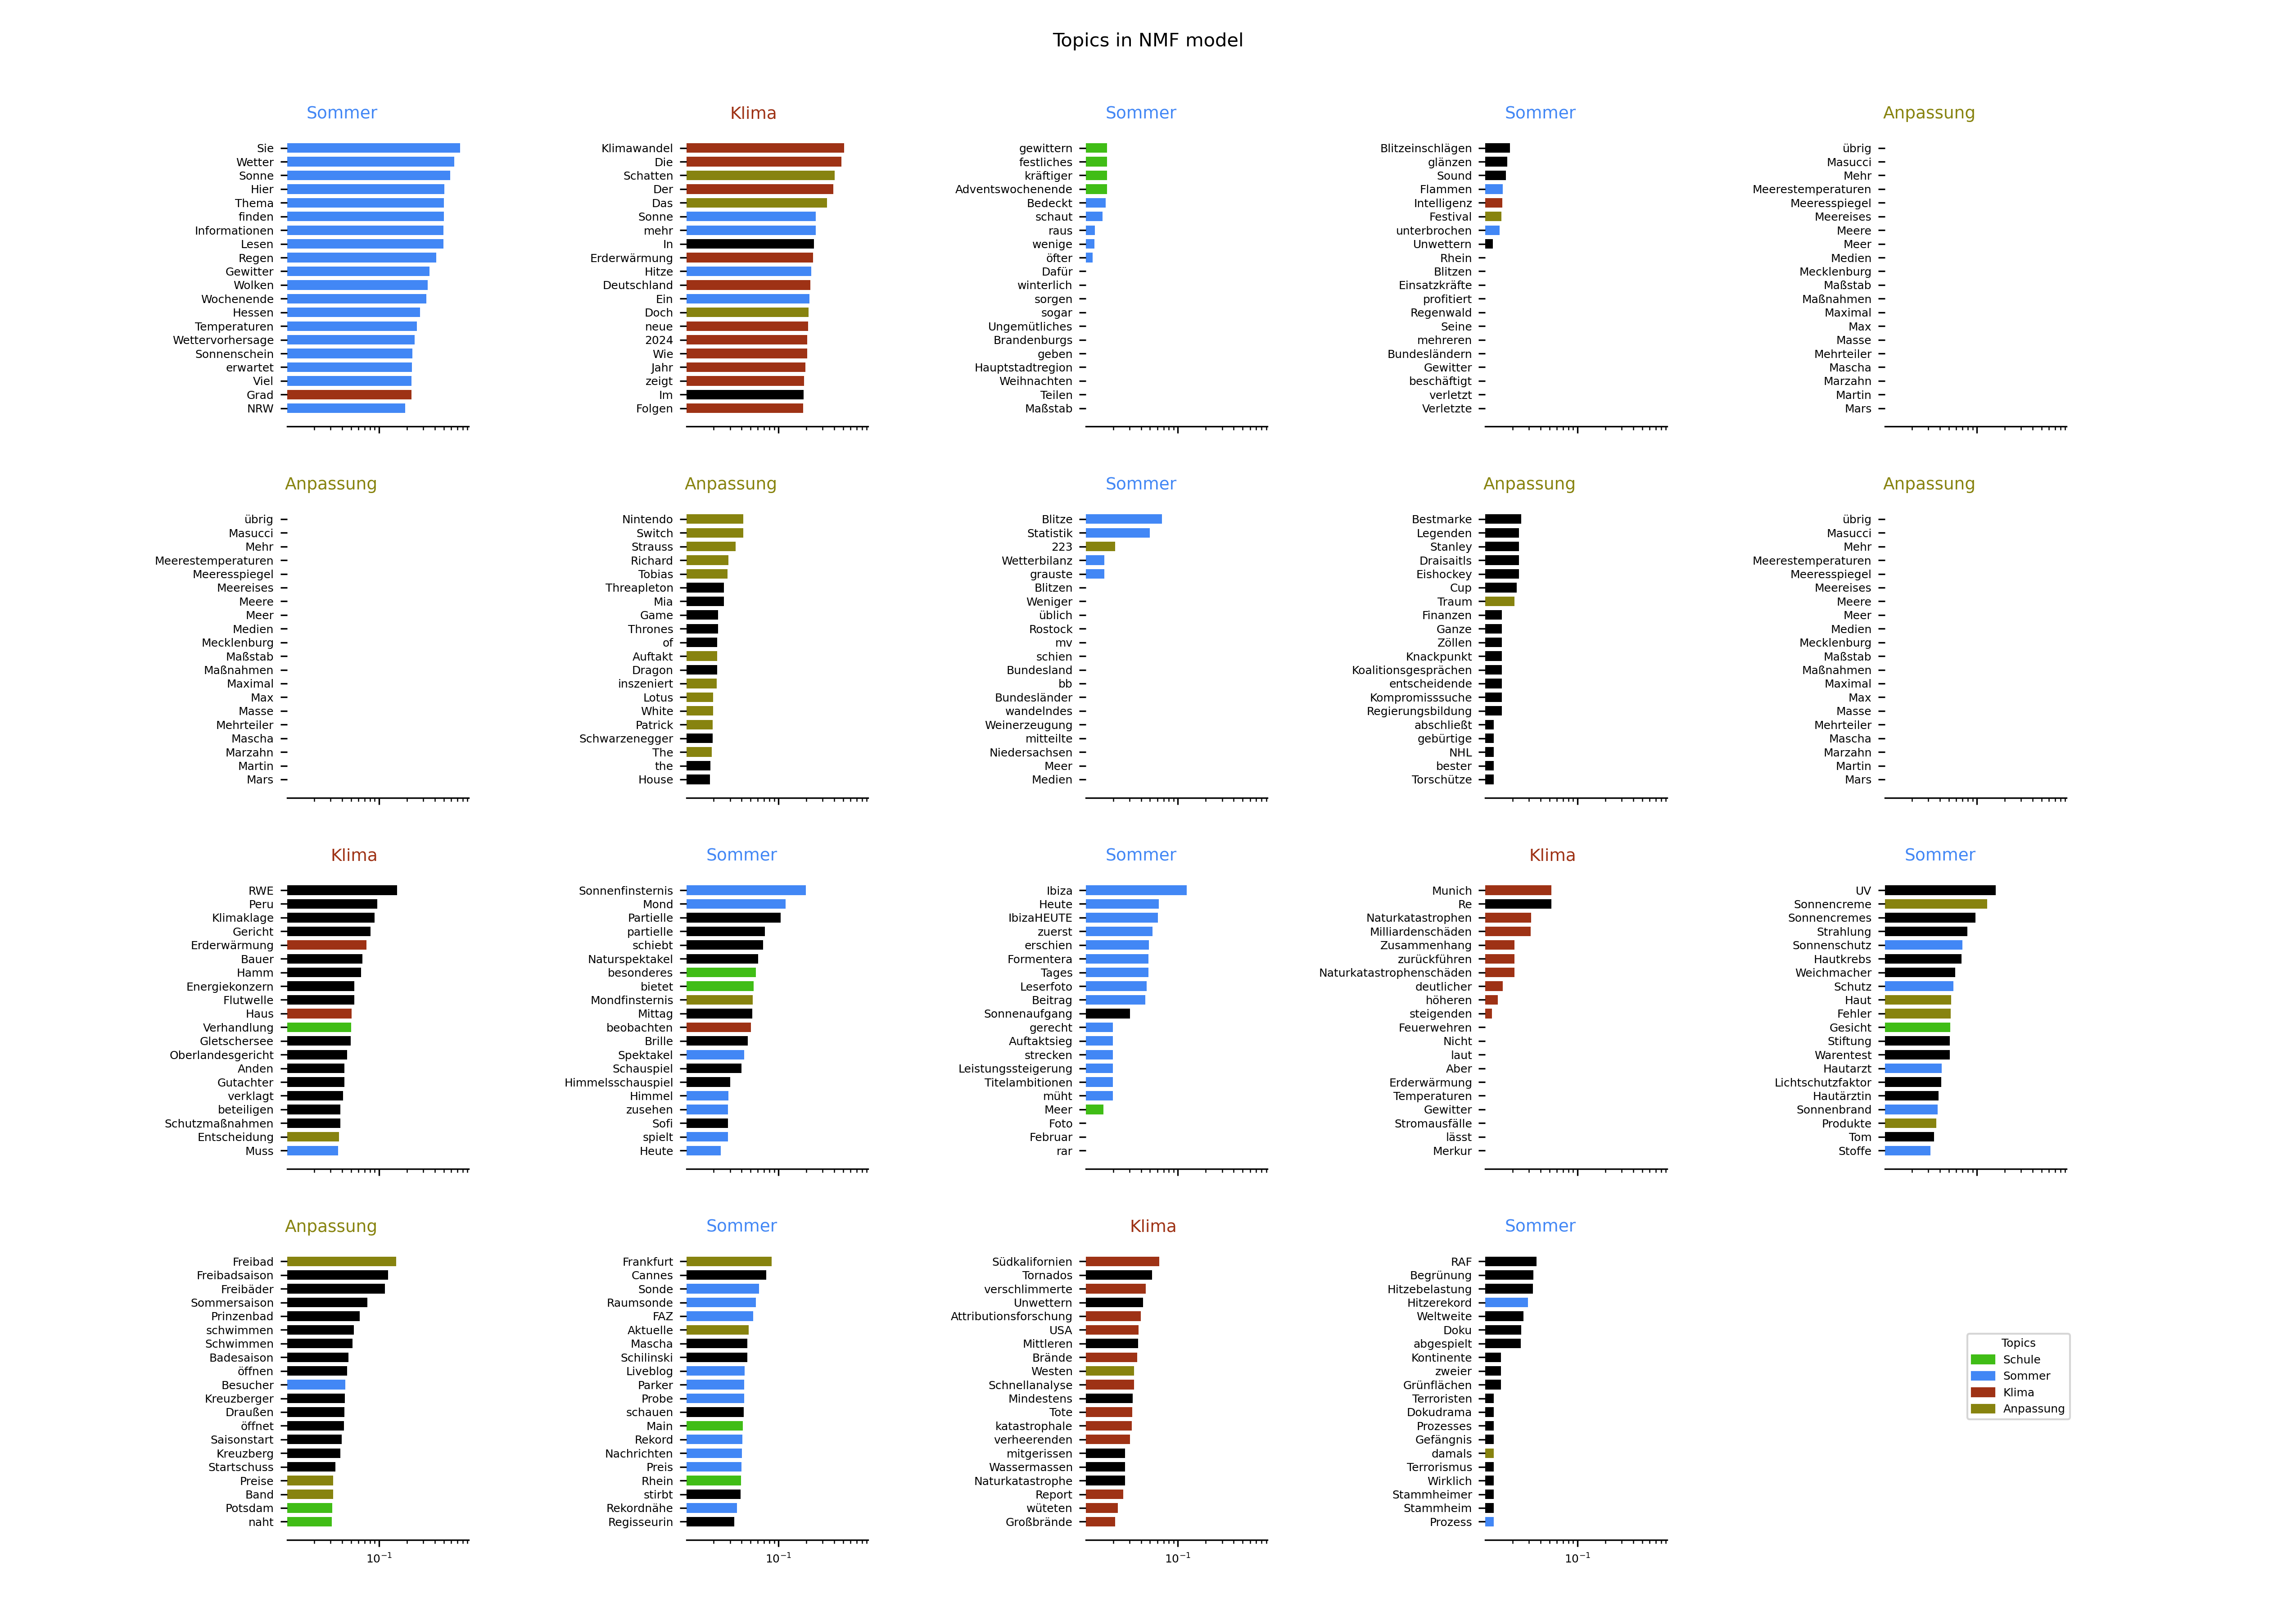 Topics in NMF model
Sommer
Sie
Wetter
Sonne
Hier
Thema
finden
Informationen
Lesen
Regen
Gewitter
Wolken
Wochenende
Hessen
Temperaturen
Wettervorhersage
Sonnenschein
erwartet
Viel
Grad
NRW
Klima
Klimawandel
Die
Schatten
Der
Das
Sonne
mehr
In
Erderwärmung
Hitze
Deutschland
Ein
Doch
neue
2024
Wie
Jahr
zeigt
Im
Folgen
Sommer
gewittern
festliches
kräftiger
Adventswochenende
Bedeckt
schaut
raus
wenige
öfter
Dafür
winterlich
sorgen
sogar
Ungemütliches
Brandenburgs
geben
Hauptstadtregion
Weihnachten
Teilen
Maßstab
Sommer
Blitzeinschlägen
glänzen
Sound
Flammen
Intelligenz
Festival
unterbrochen
Unwettern
Rhein
Blitzen
Einsatzkräfte
profitiert
Regenwald
Seine
mehreren
Bundesländern
Gewitter
beschäftigt
verletzt
Verletzte
Anpassung
übrig
Masucci
Mehr
Meerestemperaturen
Meeresspiegel
Meereises
Meere
Meer
Medien
Mecklenburg
Maßstab
Maßnahmen
Maximal
Max
Masse
Mehrteiler
Mascha
Marzahn
Martin
Mars
Anpassung
übrig
Masucci
Mehr
Meerestemperaturen
Meeresspiegel
Meereises
Meere
Meer
Medien
Mecklenburg
Maßstab
Maßnahmen
Maximal
Max
Masse
Mehrteiler
Mascha
Marzahn
Martin
Mars
Anpassung
Nintendo
Switch
Strauss
Richard
Tobias
Threapleton
Mia
Game
Thrones
of
Auftakt
Dragon
inszeniert
Lotus
White
Patrick
Schwarzenegger
The
the
House
Sommer
Blitze
Statistik
223
Wetterbilanz
grauste
Blitzen
Weniger
üblich
Rostock
mv
schien
Bundesland
bb
Bundesländer
wandelndes
Weinerzeugung
mitteilte
Niedersachsen
Meer
Medien
Anpassung
Bestmarke
Legenden
Stanley
Draisaitls
Eishockey
Cup
Traum
Finanzen
Ganze
Zöllen
Knackpunkt
Koalitionsgesprächen
entscheidende
Kompromisssuche
Regierungsbildung
abschließt
gebürtige
NHL
bester
Torschütze
Anpassung
übrig
Masucci
Mehr
Meerestemperaturen
Meeresspiegel
Meereises
Meere
Meer
Medien
Mecklenburg
Maßstab
Maßnahmen
Maximal
Max
Masse
Mehrteiler
Mascha
Marzahn
Martin
Mars
Klima
RWE
Peru
Klimaklage
Gericht
Erderwärmung
Bauer
Hamm
Energiekonzern
Flutwelle
Haus
Verhandlung
Gletschersee
Oberlandesgericht
Anden
Gutachter
verklagt
beteiligen
Schutzmaßnahmen
Entscheidung
Muss
Sommer
Sonnenfinsternis
Mond
Partielle
partielle
schiebt
Naturspektakel
besonderes
bietet
Mondfinsternis
Mittag
beobachten
Brille
Spektakel
Schauspiel
Himmelsschauspiel
Himmel
zusehen
Sofi
spielt
Heute
Sommer
Ibiza
Heute
IbizaHEUTE
zuerst
erschien
Formentera
Tages
Leserfoto
Beitrag
Sonnenaufgang
gerecht
Auftaktsieg
strecken
Leistungssteigerung
Titelambitionen
müht
Meer
Foto
Februar
rar
Klima
Munich
Re
Naturkatastrophen
Milliardenschäden
Zusammenhang
zurückführen
Naturkatastrophenschäden
deutlicher
höheren
steigenden
Feuerwehren
Nicht
laut
Aber
Erderwärmung
Temperaturen
Gewitter
Stromausfälle
lässt
Merkur
Sommer
UV
Sonnencreme
Sonnencremes
Strahlung
Sonnenschutz
Hautkrebs
Weichmacher
Schutz
Haut
Fehler
Gesicht
Stiftung
Warentest
Hautarzt
Lichtschutzfaktor
Hautärztin
Sonnenbrand
Produkte
Tom
Stoffe
Anpassung
Freibad
Freibadsaison
Freibäder
Sommersaison
Prinzenbad
schwimmen
Schwimmen
Badesaison
öffnen
Besucher
Kreuzberger
Draußen
öffnet
Saisonstart
Kreuzberg
Startschuss
Preise
Band
Potsdam
naht
10⁻¹
Sommer
Frankfurt
Cannes
Sonde
Raumsonde
FAZ
Aktuelle
Mascha
Schilinski
Liveblog
Parker
Probe
schauen
Main
Rekord
Nachrichten
Preis
Rhein
stirbt
Rekordnähe
Regisseurin
10⁻¹
Klima
Südkalifornien
Tornados
verschlimmerte
Unwettern
Attributionsforschung
USA
Mittleren
Brände
Westen
Schnellanalyse
Mindestens
Tote
katastrophale
verheerenden
mitgerissen
Wassermassen
Naturkatastrophe
Report
wüteten
Großbrände
10⁻¹
Sommer
RAF
Begrünung
Hitzebelastung
Hitzerekord
Weltweite
Doku
abgespielt
Kontinente
zweier
Grünflächen
Terroristen
Dokudrama
Prozesses
Gefängnis
damals
Terrorismus
Wirklich
Stammheimer
Stammheim
Prozess
10⁻¹
Topics
Schule
Sommer
Klima
Anpassung